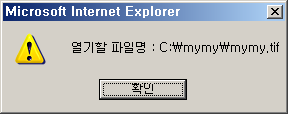 Microsoft Internet Explorer
열기할 파일명 : C:₩mymy₩mymy.tif
확인